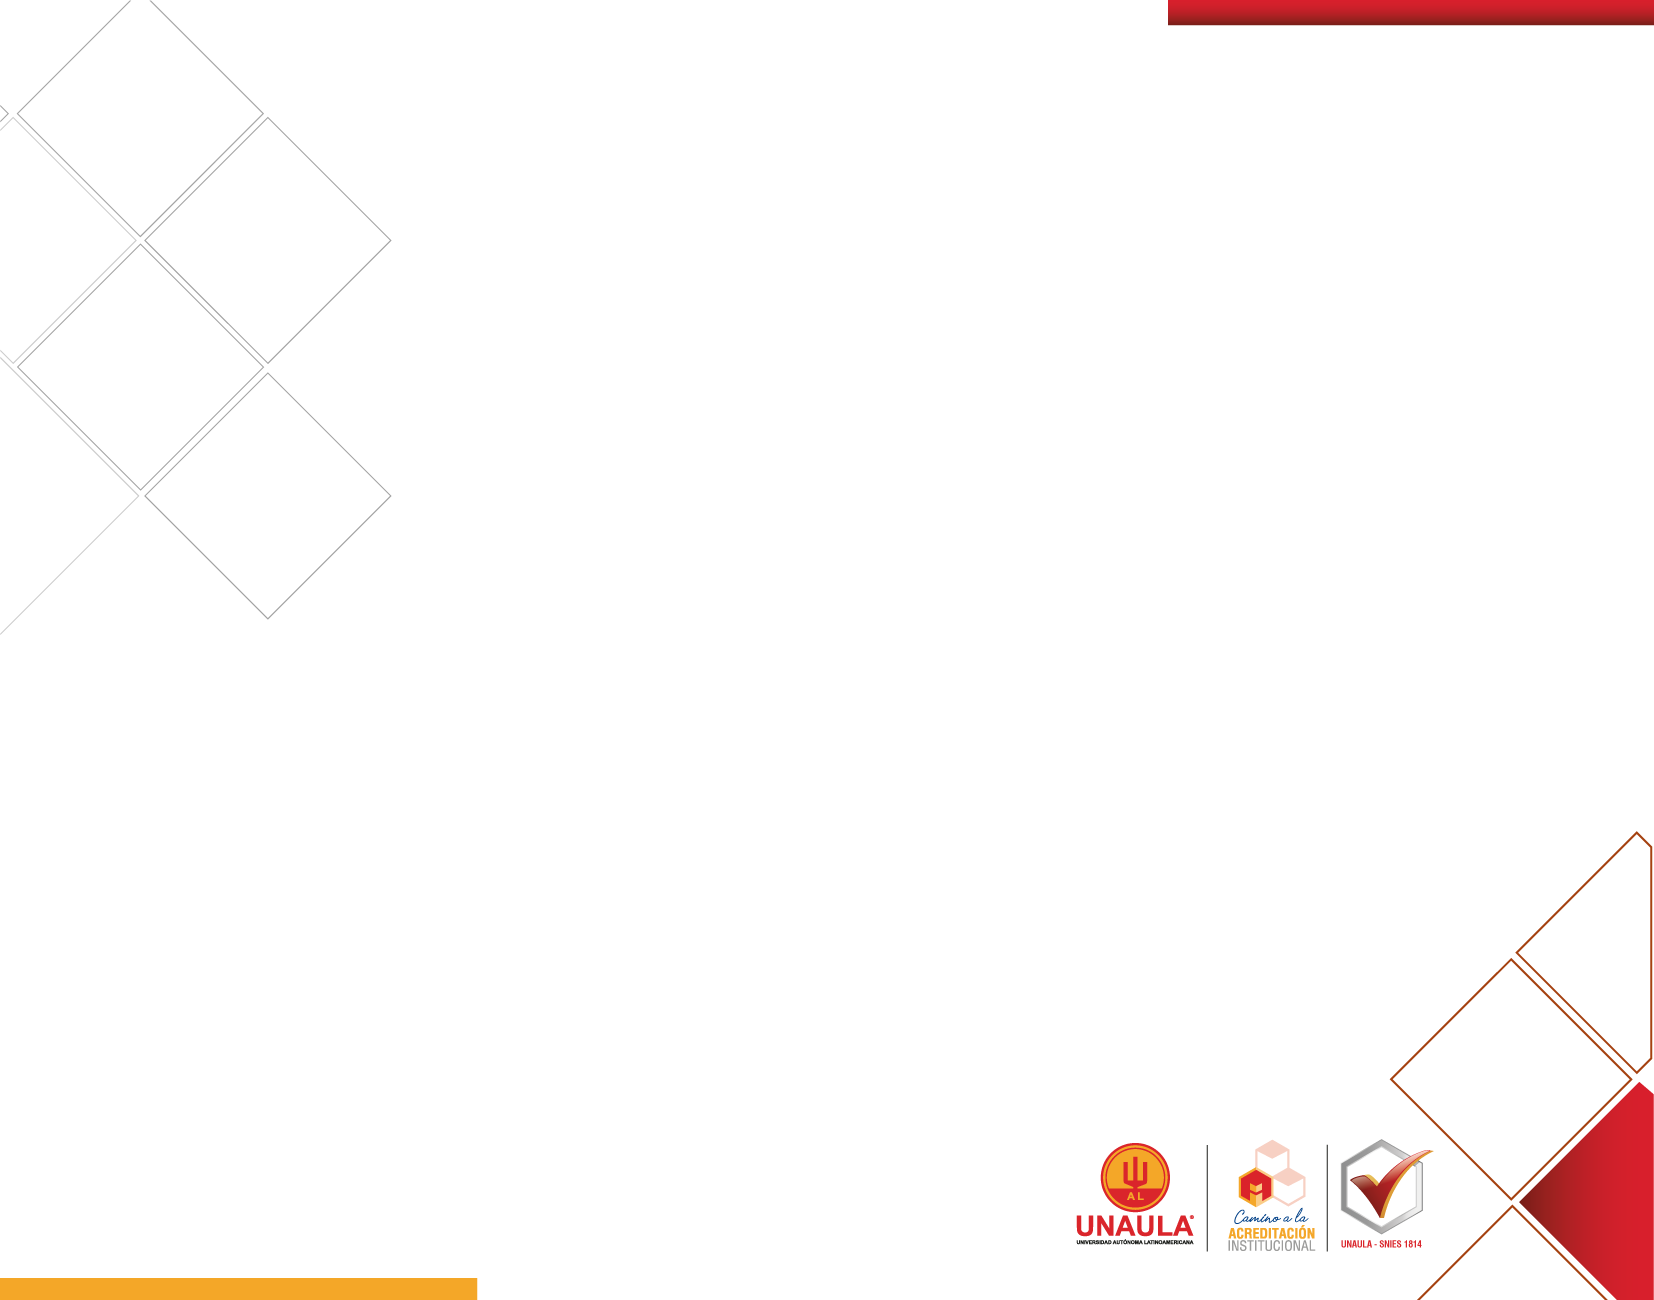 AL
UNAULA®
UNIVERSIDAD AUTÓNOMA LATINOAMERICANA
Camino a la
ACREDITACIÓN
INSTITUCIONAL
UNAULA - SNIES 1814